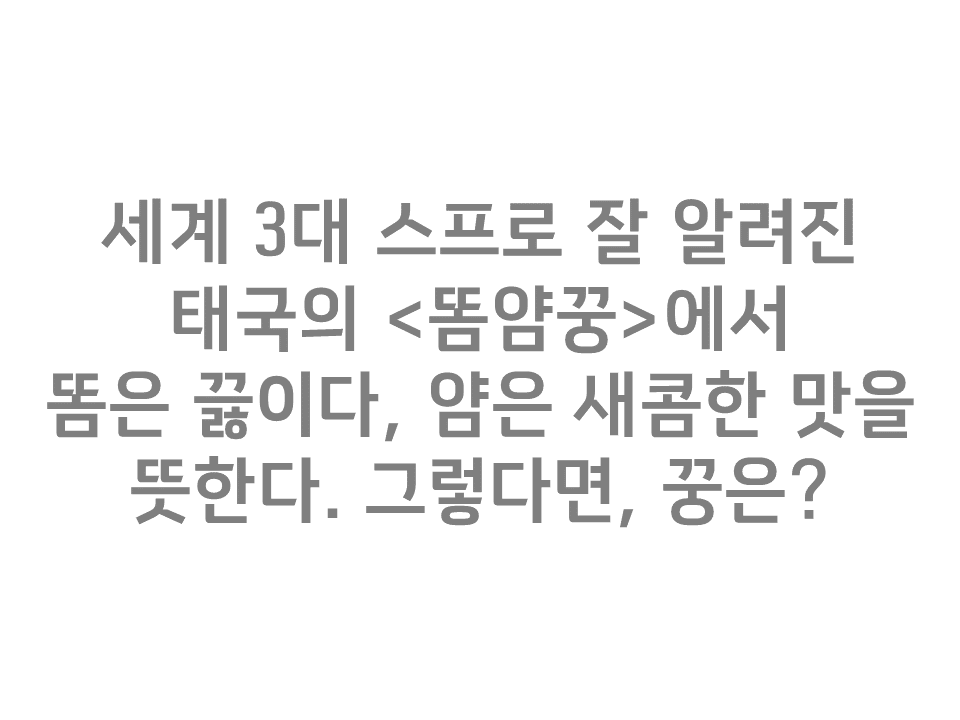 세계 3대 스프로 잘 알려진
태국의 <똠얌꿍>에서
똠은 끓이다, 얌은 새콤한 맛을
뜻한다. 그렇다면, 꿍은?